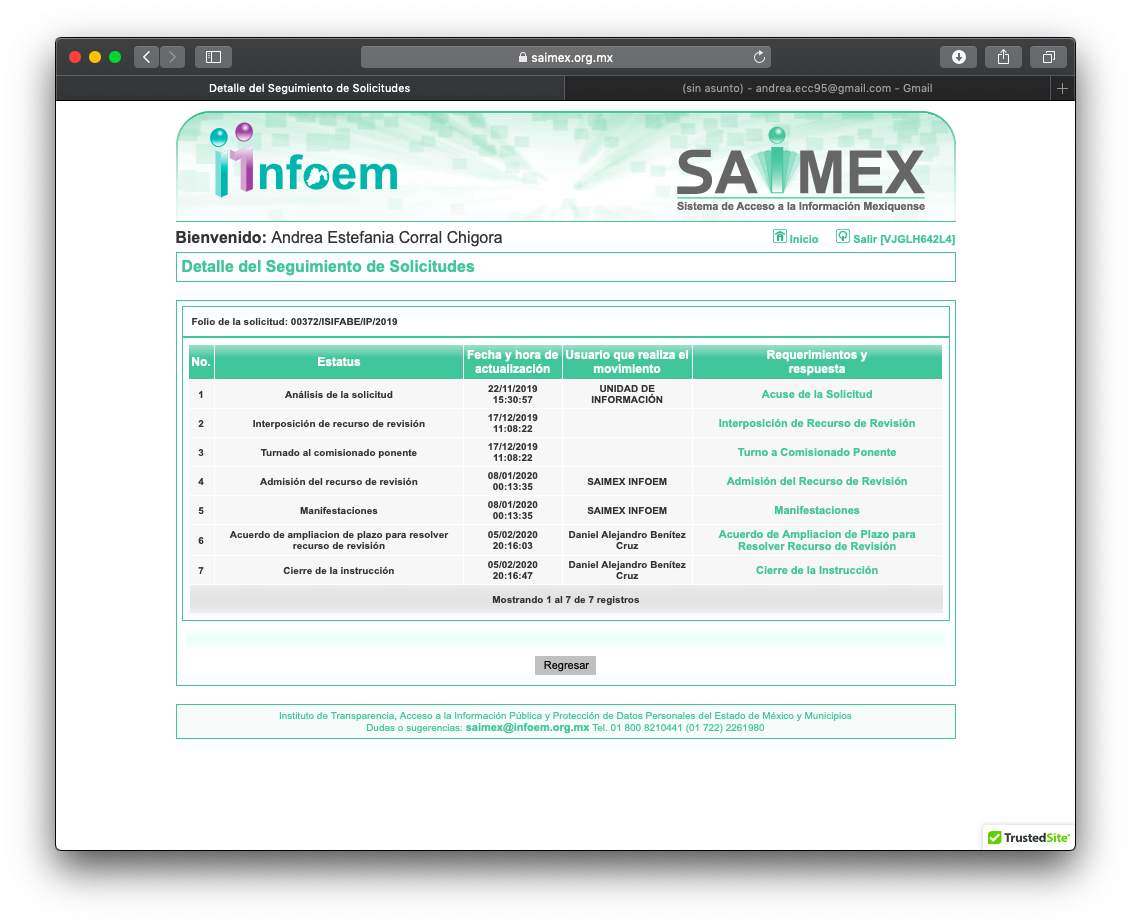 saimex.org.mx
Detalle del Seguimiento de Solicitudes
(sin asunto) - andrea.ecc95@gmail.com - Gmail
infoem
SAIMEX
Sistema de Acceso a la Información Mexiquense
Bienvenido: Andrea Estefania Corral Chigora
Inicio
Salir [VJGLH642L4]
Detalle del Seguimiento de Solicitudes
Folio de la solicitud: 00372/ISIFABE/IP/2019
No.
Estatus
Fecha y hora de
actualización
Usuario que realiza el
movimiento
Requerimientos y
respuesta
1
Análisis de la solicitud
22/11/2019
15:30:57
UNIDAD DE
INFORMACIÓN
Acuse de la Solicitud
2
Interposición de recurso de revisión
17/12/2019
11:08:22
Interposición de Recurso de Revisión
3
Turnado al comisionado ponente
17/12/2019
11:08:22
Turno a Comisionado Ponente
4
Admisión del recurso de revisión
08/01/2020
00:13:35
SAIMEX INFOEM
Admisión del Recurso de Revisión
5
Manifestaciones
08/01/2020
00:13:35
SAIMEX INFOEM
Manifestaciones
6
Acuerdo de ampliacion de plazo para resolver
recurso de revisión
05/02/2020
20:16:03
Daniel Alejandro Benítez
Cruz
Acuerdo de Ampliacion de Plazo para
Resolver Recurso de Revisión
7
Cierre de la instrucción
05/02/2020
20:16:47
Daniel Alejandro Benítez
Cruz
Cierre de la Instrucción
Mostrando 1 al 7 de 7 registros
Regresar
Instituto de Transparencia, Acceso a la Información Pública y Protección de Datos Personales del Estado de México y Municipios
Dudas o sugerencias: saimex@infoem.org.mx Tel. 01 800 8210441 (01 722) 2261980
TrustedSite